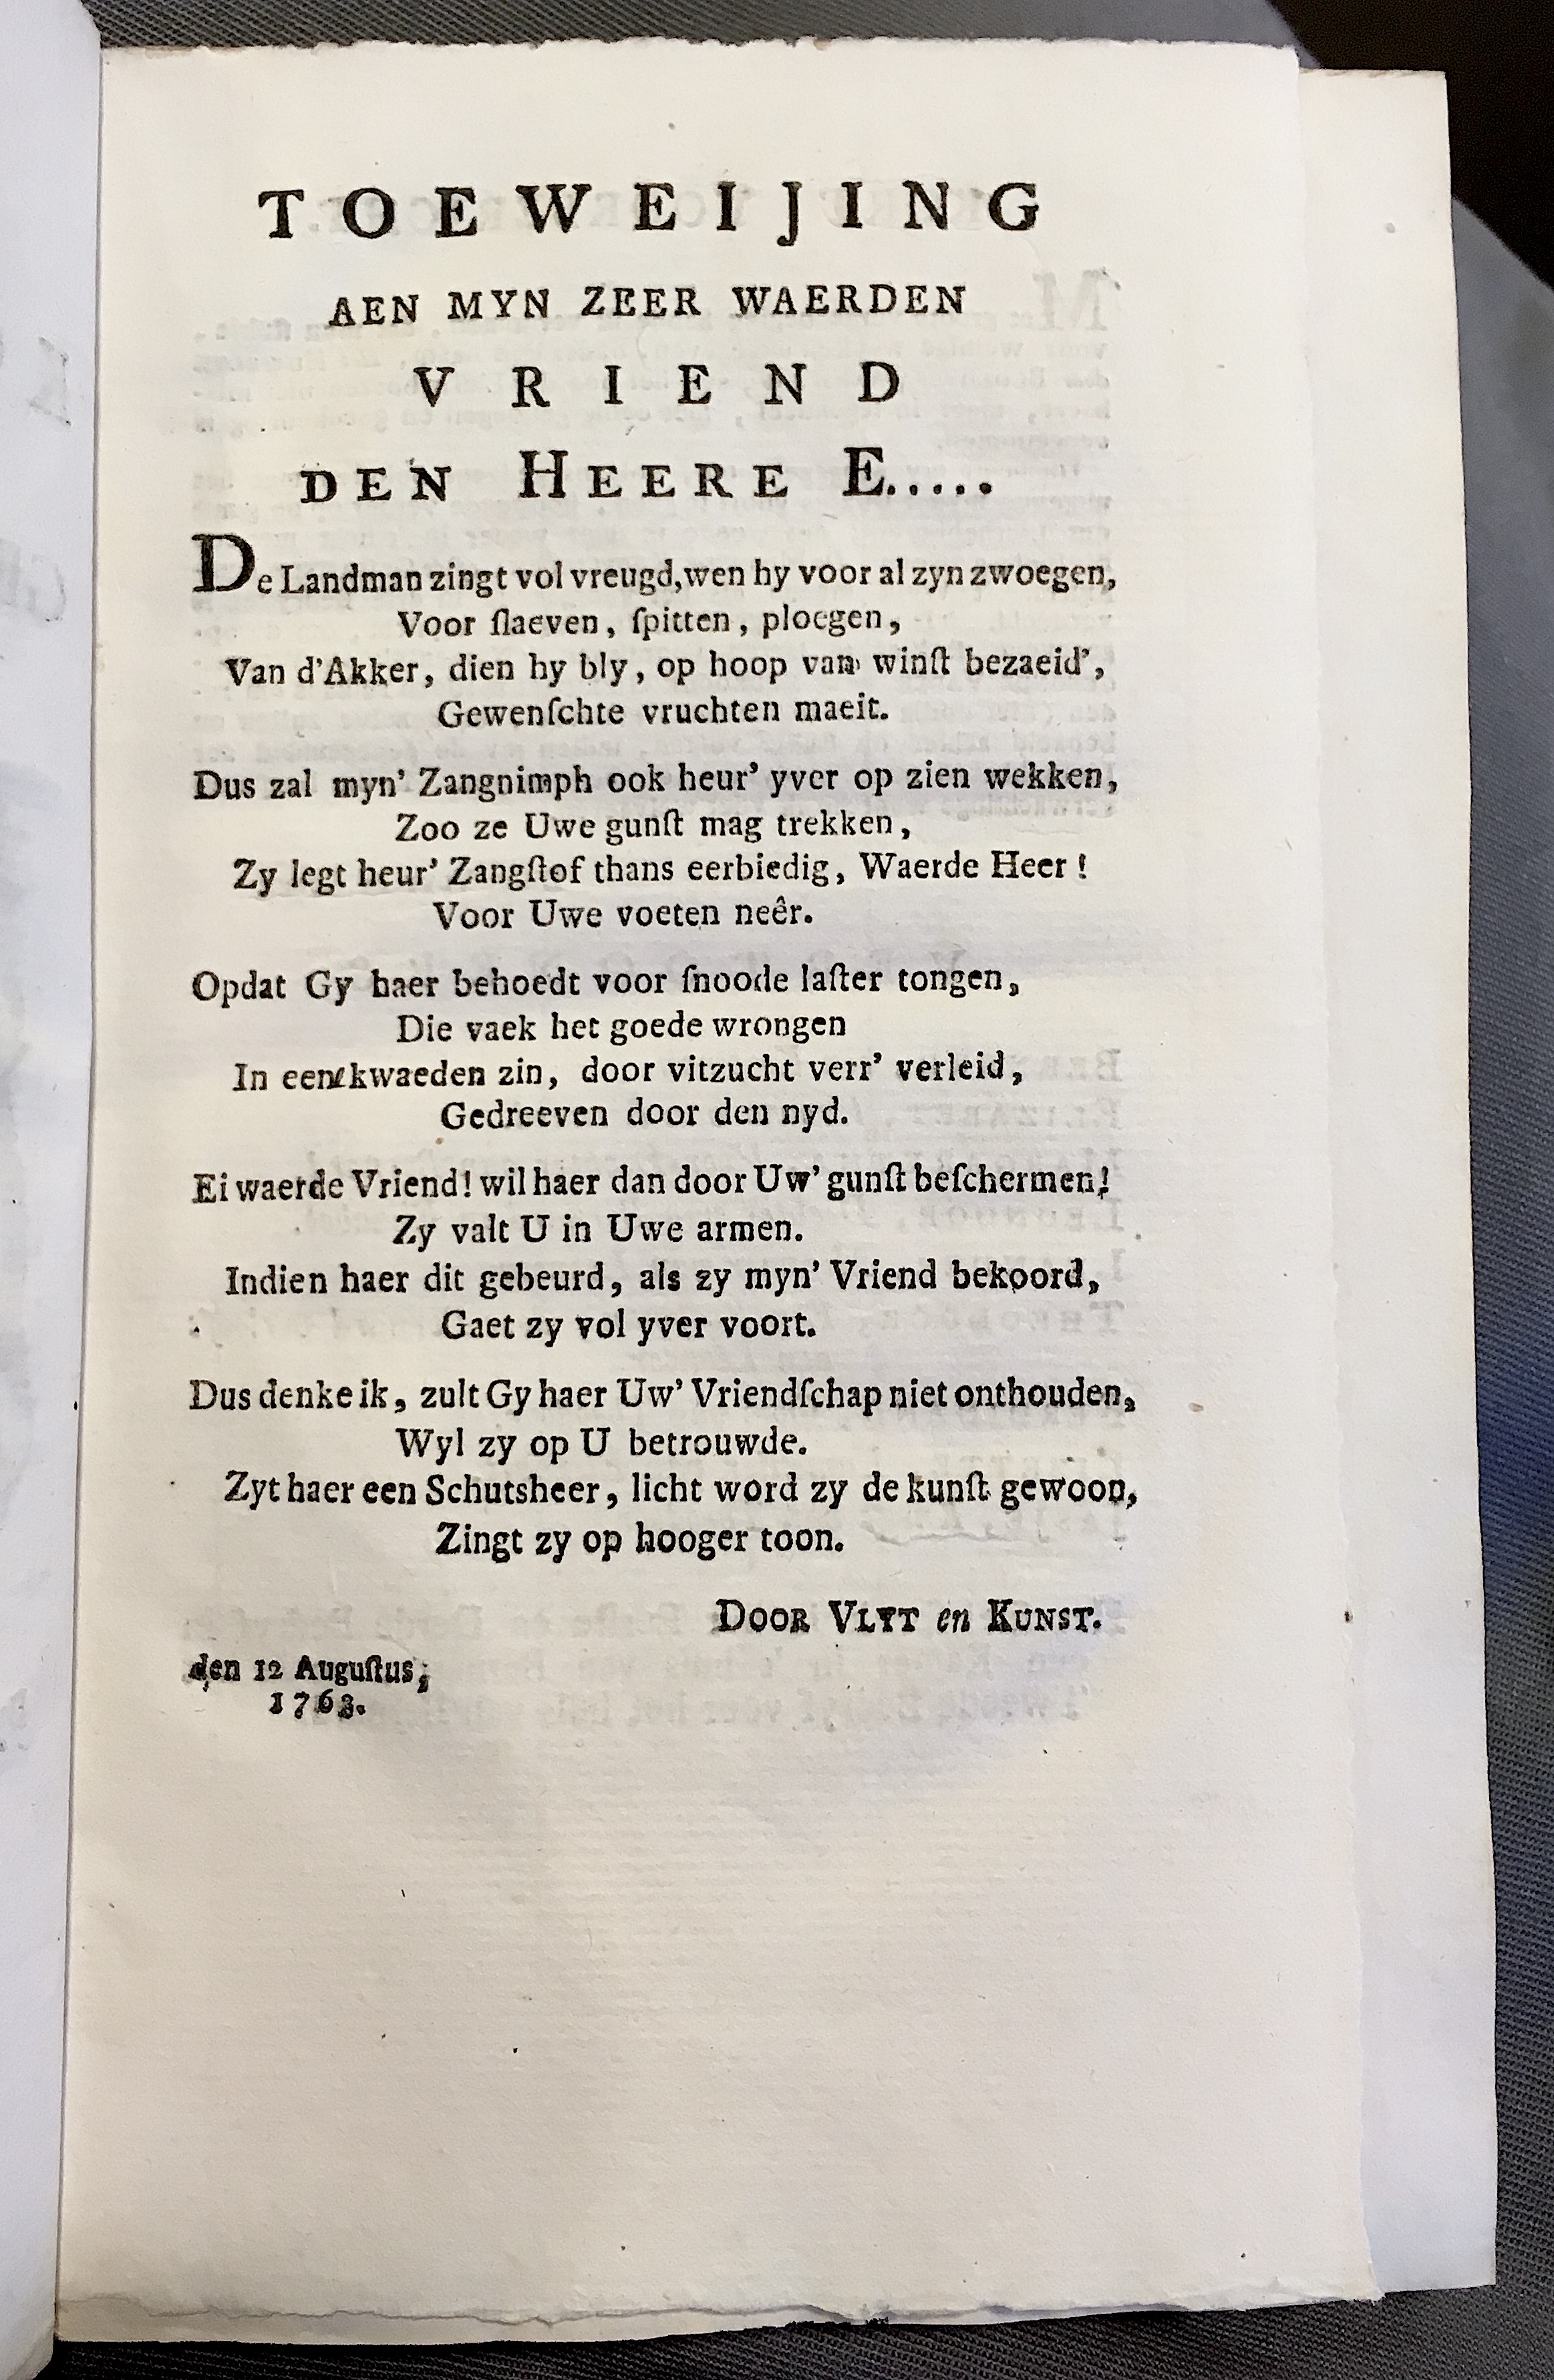 TOEWEIJING
AEN MYN ZEER WAERDEN
VRIEND
DEN HEERE E.....
De Landman zingt vol vreugd, wen hy voor al zyn zwoegen,
Voor ſlaeven, ſpitten, ploegen,
Van d'Akker, dien hy bly, op hoop van winſt bezaeid',
Gewenſchte vruchten maeit.
Dus zal myn' Zangnimph ook heur' yver op zien wekken,
Zoo ze Uwe gunſt mag trekken,
Zy legt heur' Zangſtof thans eerbiedig, Waerde Heer!
Voor Uwe voeten neêr.
Opdat Gy haer behoedt voor ſnoode laſter tongen,
Die vaek het goede wrongen
In een kwaeden zin, door vitzucht verr' verleid,
Gedreeven door den nyd.
Ei waerde Vriend! wil haer dan door Uw' gunſt beſchermen!
Zy valt U in Uwe armen.
Indien haer dit gebeurd, als zy myn' Vriend bekoord,
Gaet zy vol yver voort.
Dus denke ik, zult Gy haer Uw' Vriendſchap niet onthouden,
Wyl zy op U betrouwde.
Zyt haer een Schutsheer, licht word zy de kunſt gewoon,
Zingt zy op hooger toon.
DOOR VLYT en KUNST.
den 12 Auguſtus,
1763.